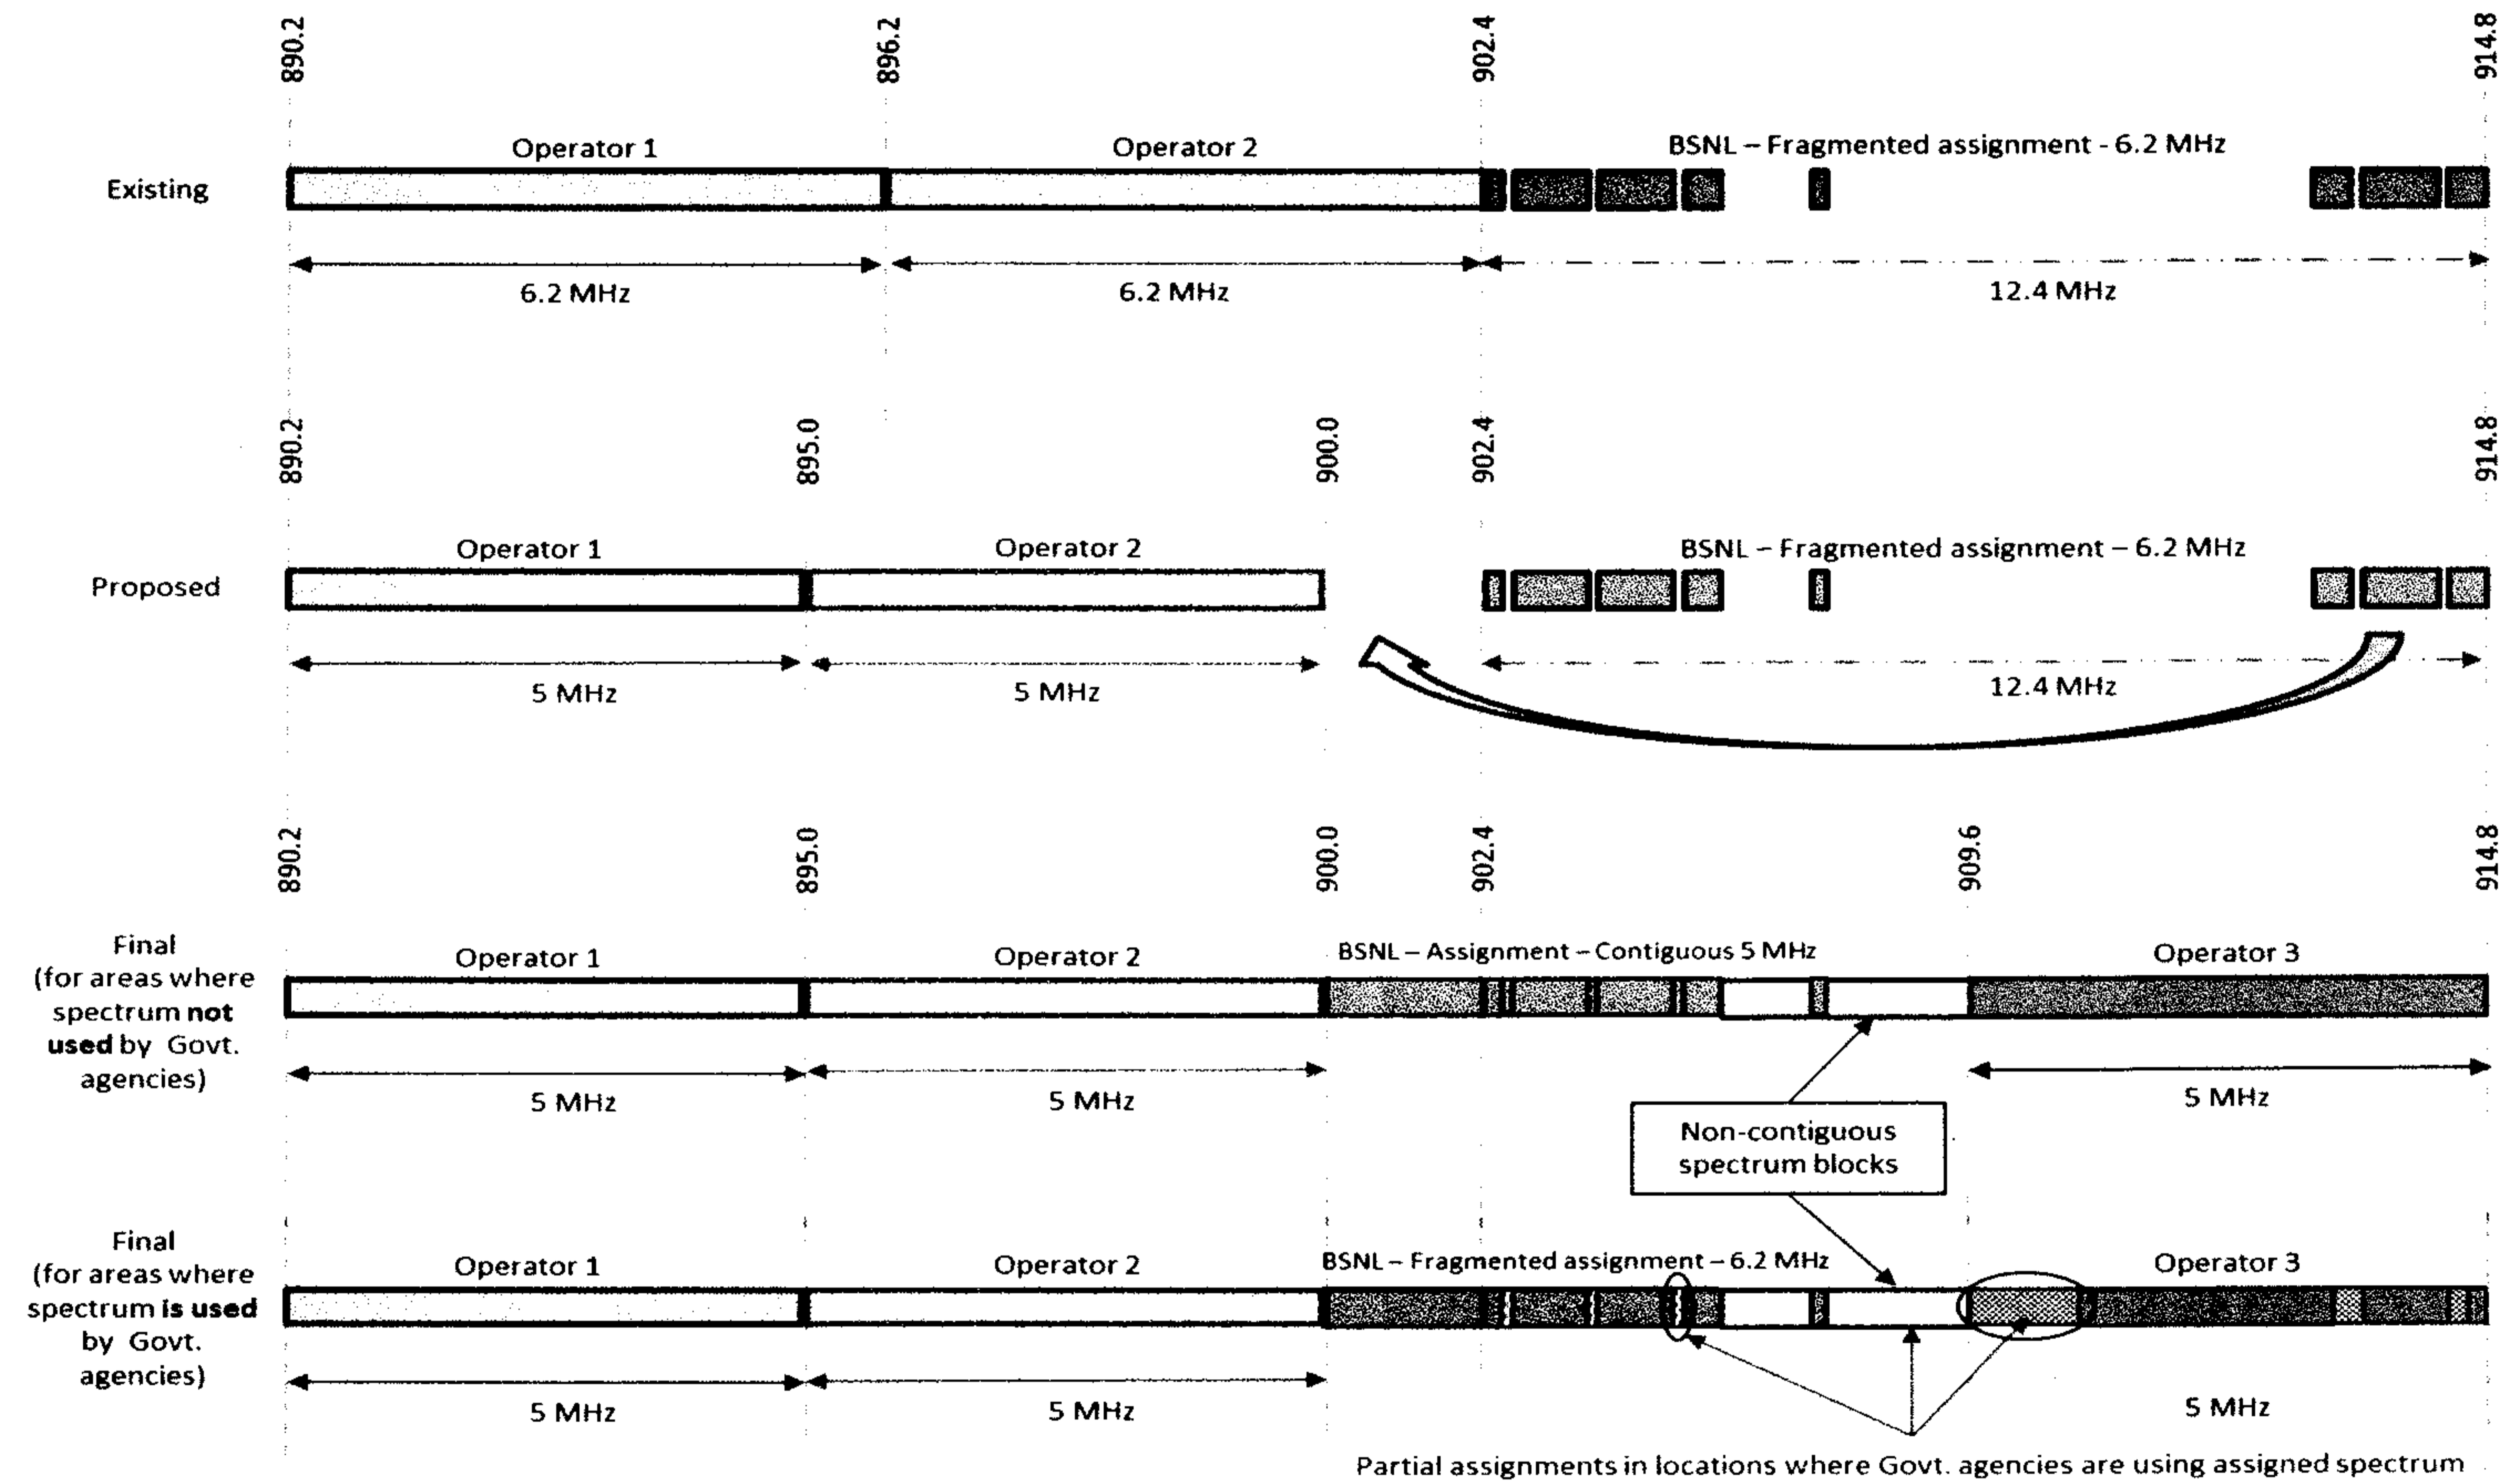 890.2
896.2
902.4
914.8
Operator 1
Operator 2
BSNL – Fragmented assignment - 6.2 MHz
Existing
6.2 MHz
6.2 MHz
12.4 MHz
890.2
895.0
900.0
902.4
914.8
Operator 1
Operator 2
BSNL – Fragmented assignment – 6.2 MHz
Proposed
5 MHz
5 MHz
12.4 MHz
890.2
895.0
900.0
902.4
909.6
914.8
Final
(for areas where
spectrum not
used by Govt.
agencies)
Operator 1
Operator 2
BSNL – Assignment – Contiguous 5 MHz
Operator 3
5 MHz
5 MHz
5 MHz
Non-contiguous
spectrum blocks
Final
(for areas where
spectrum is used
by Govt.
agencies)
Operator 1
Operator 2
BSNL – Fragmented assignment – 6.2 MHz
Operator 3
5 MHz
5 MHz
5 MHz
Partial assignments in locations where Govt. agencies are using assigned spectrum